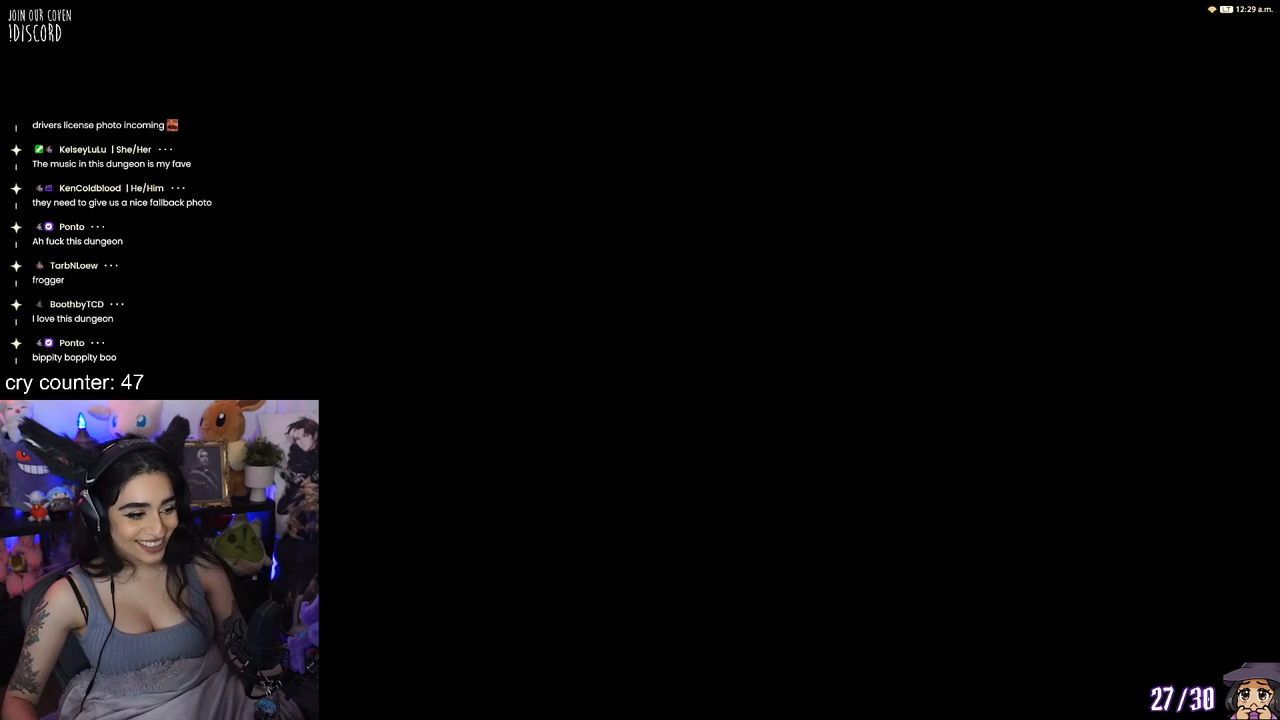 JOIN OUR COVEN
!DISCORD
LT 12:29 a.m.
drivers license photo incoming
KelseyLuLu | She/Her ···
The music in this dungeon is my fave
KenColdblood | He/Him ···
they need to give us a nice fallback photo
Ponto ···
Ah fuck this dungeon
TarbNLoew ···
frogger
BoothbyTCD ···
I love this dungeon
Ponto ···
bippity boppity boo
cry counter: 47
27/30